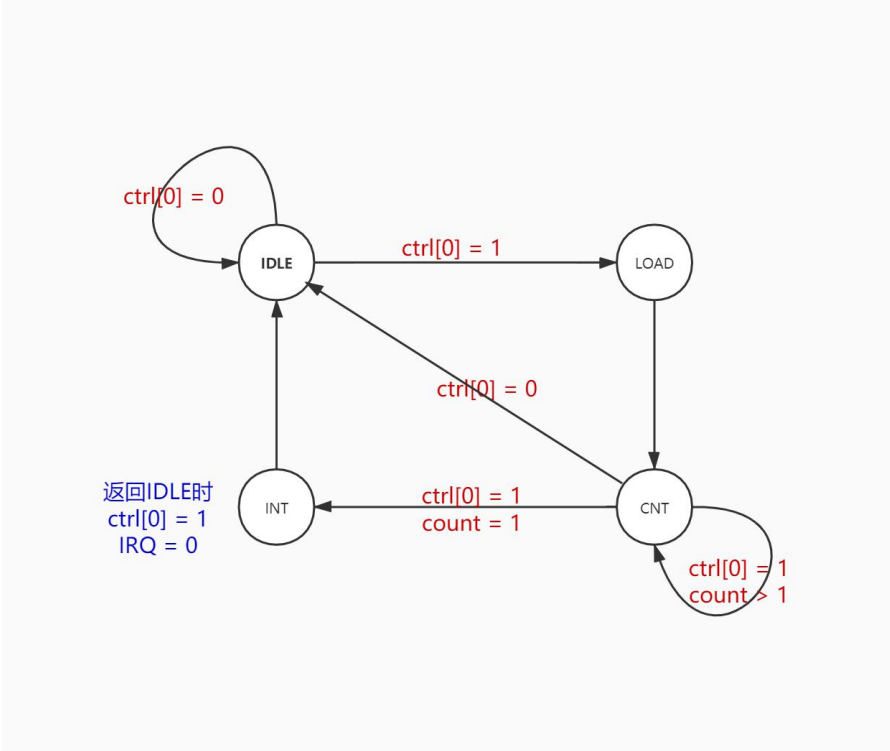 ctrl[0] = 0
ctrl[0] = 1
IDLE
LOAD
ctrl[0] = 0
返回IDLE时
ctrl[0] = 1
IRQ = 0
INT
ctrl[0] = 1
count = 1
CNT
ctrl[0] = 1
count > 1